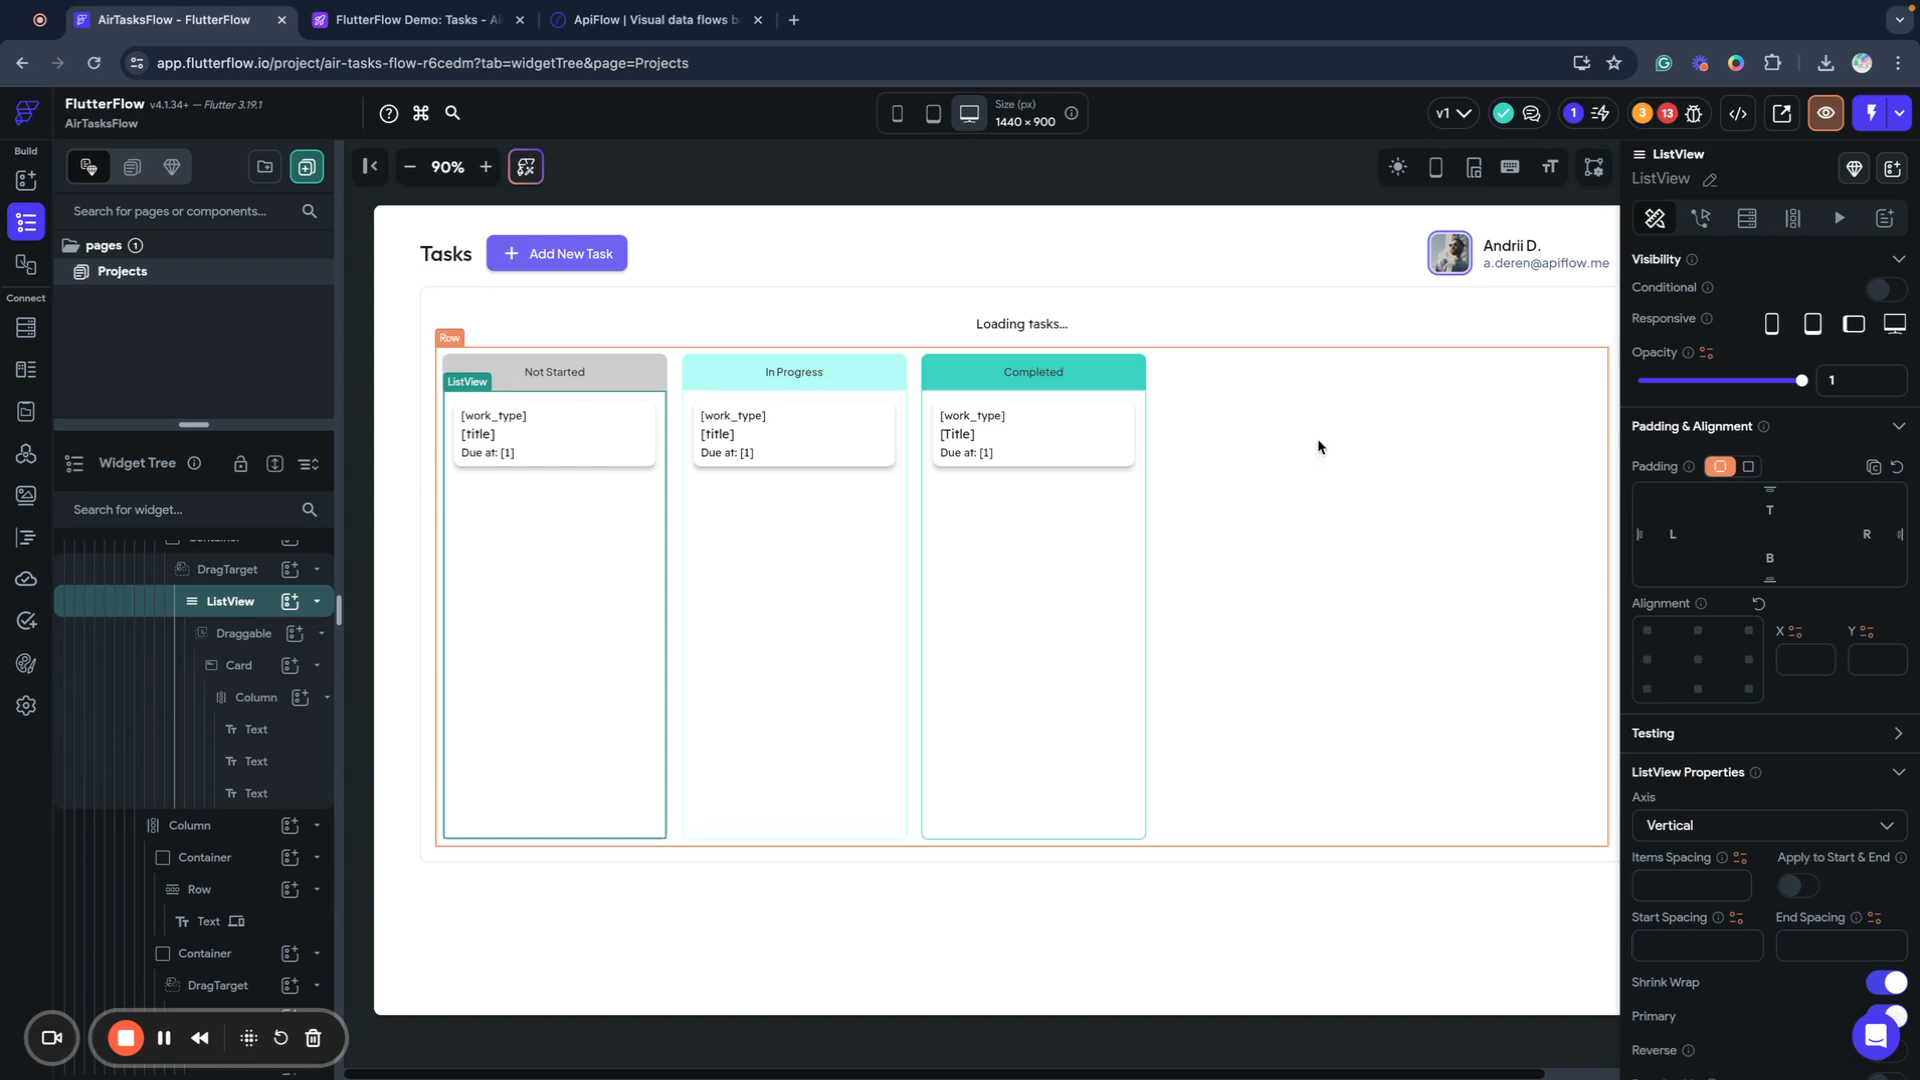 AirTasksFlow - FlutterFlow
FlutterFlow Demo: Tasks - Ai
ApiFlow | Visual data flows b
app.flutterflow.io/project/air-tasks-flow-r6cedm?tab=widgetTree&page=Projects
FlutterFlow v4.1.34+ — Flutter 3.19.1
AirTasksFlow
Size (px)
1440 × 900
v1
1
3
13
Build
Connect
90%
Search for pages or components...
pages 1
Projects
Widget Tree
Search for widget...
Container
DragTarget
ListView
Draggable
Card
Column
Text
Text
Text
Column
Container
Row
Text
Container
DragTarget
Tasks
Add New Task
Andrii D.
a.deren@apiflow.me
Loading tasks...
Row
Not Started
In Progress
Completed
ListView
[work_type]
[title]
Due at: [1]
[work_type]
[title]
Due at: [1]
[work_type]
[Title]
Due at: [1]
ListView
ListView
Visibility
Conditional
Responsive
Opacity
1
Padding & Alignment
Padding
T
L
R
B
Alignment
X
Y
Testing
ListView Properties
Axis
Vertical
Items Spacing
Apply to Start & End
Start Spacing
End Spacing
Shrink Wrap
Primary
Reverse